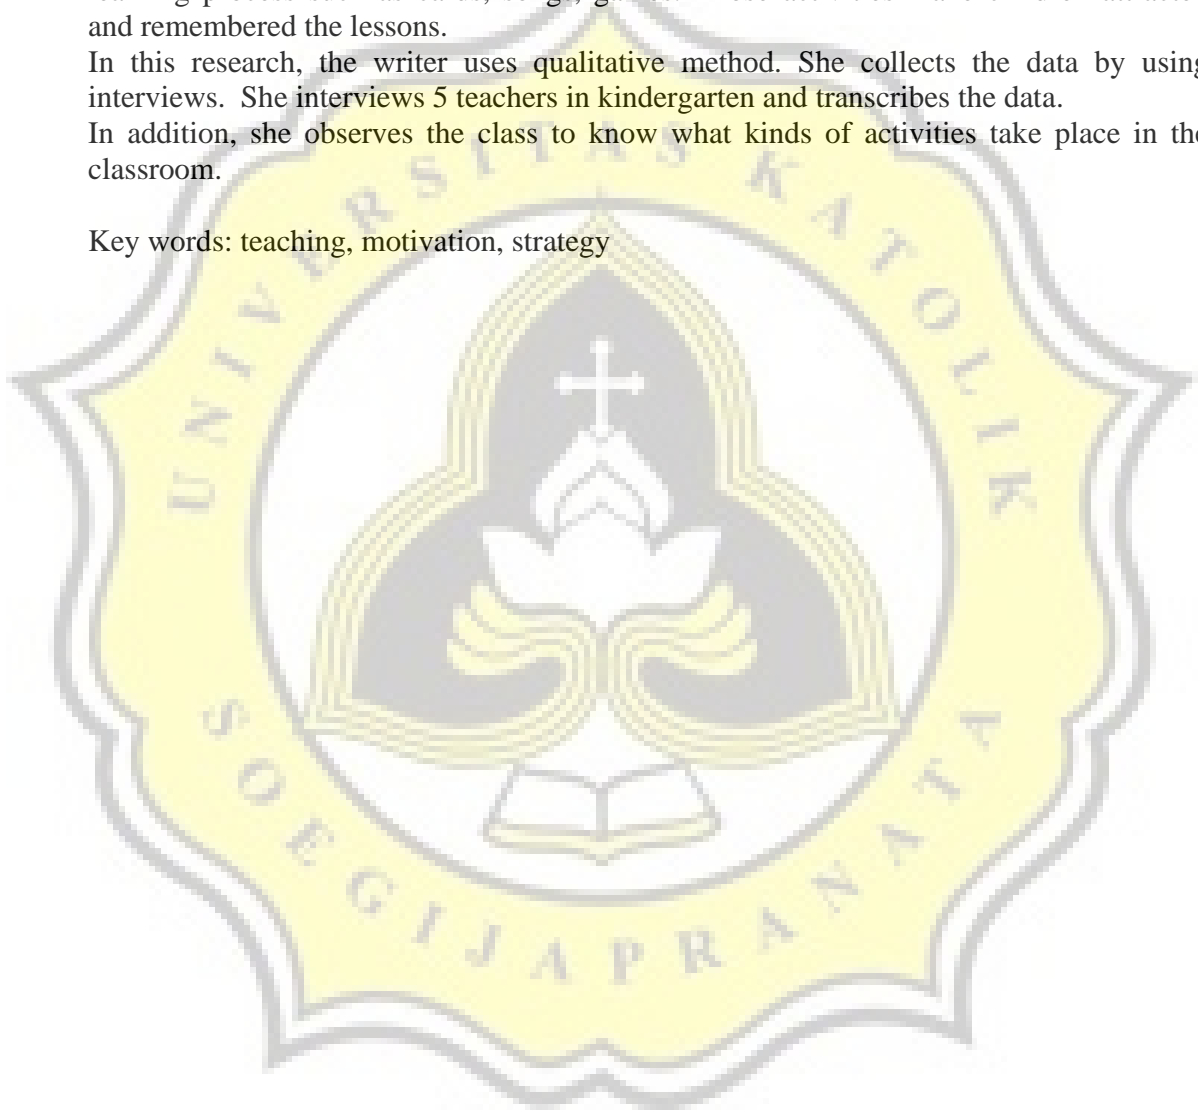 and remembered the lessons.
In this research, the writer uses qualitative method. She collects the data by using
interviews. She interviews 5 teachers in kindergarten and transcribes the data.
In addition, she observes the class to know what kinds of activities take place in the
classroom.
Key words: teaching, motivation, strategy
UNIVERSITAS KATOLIK
SOEGIJAPRANATA